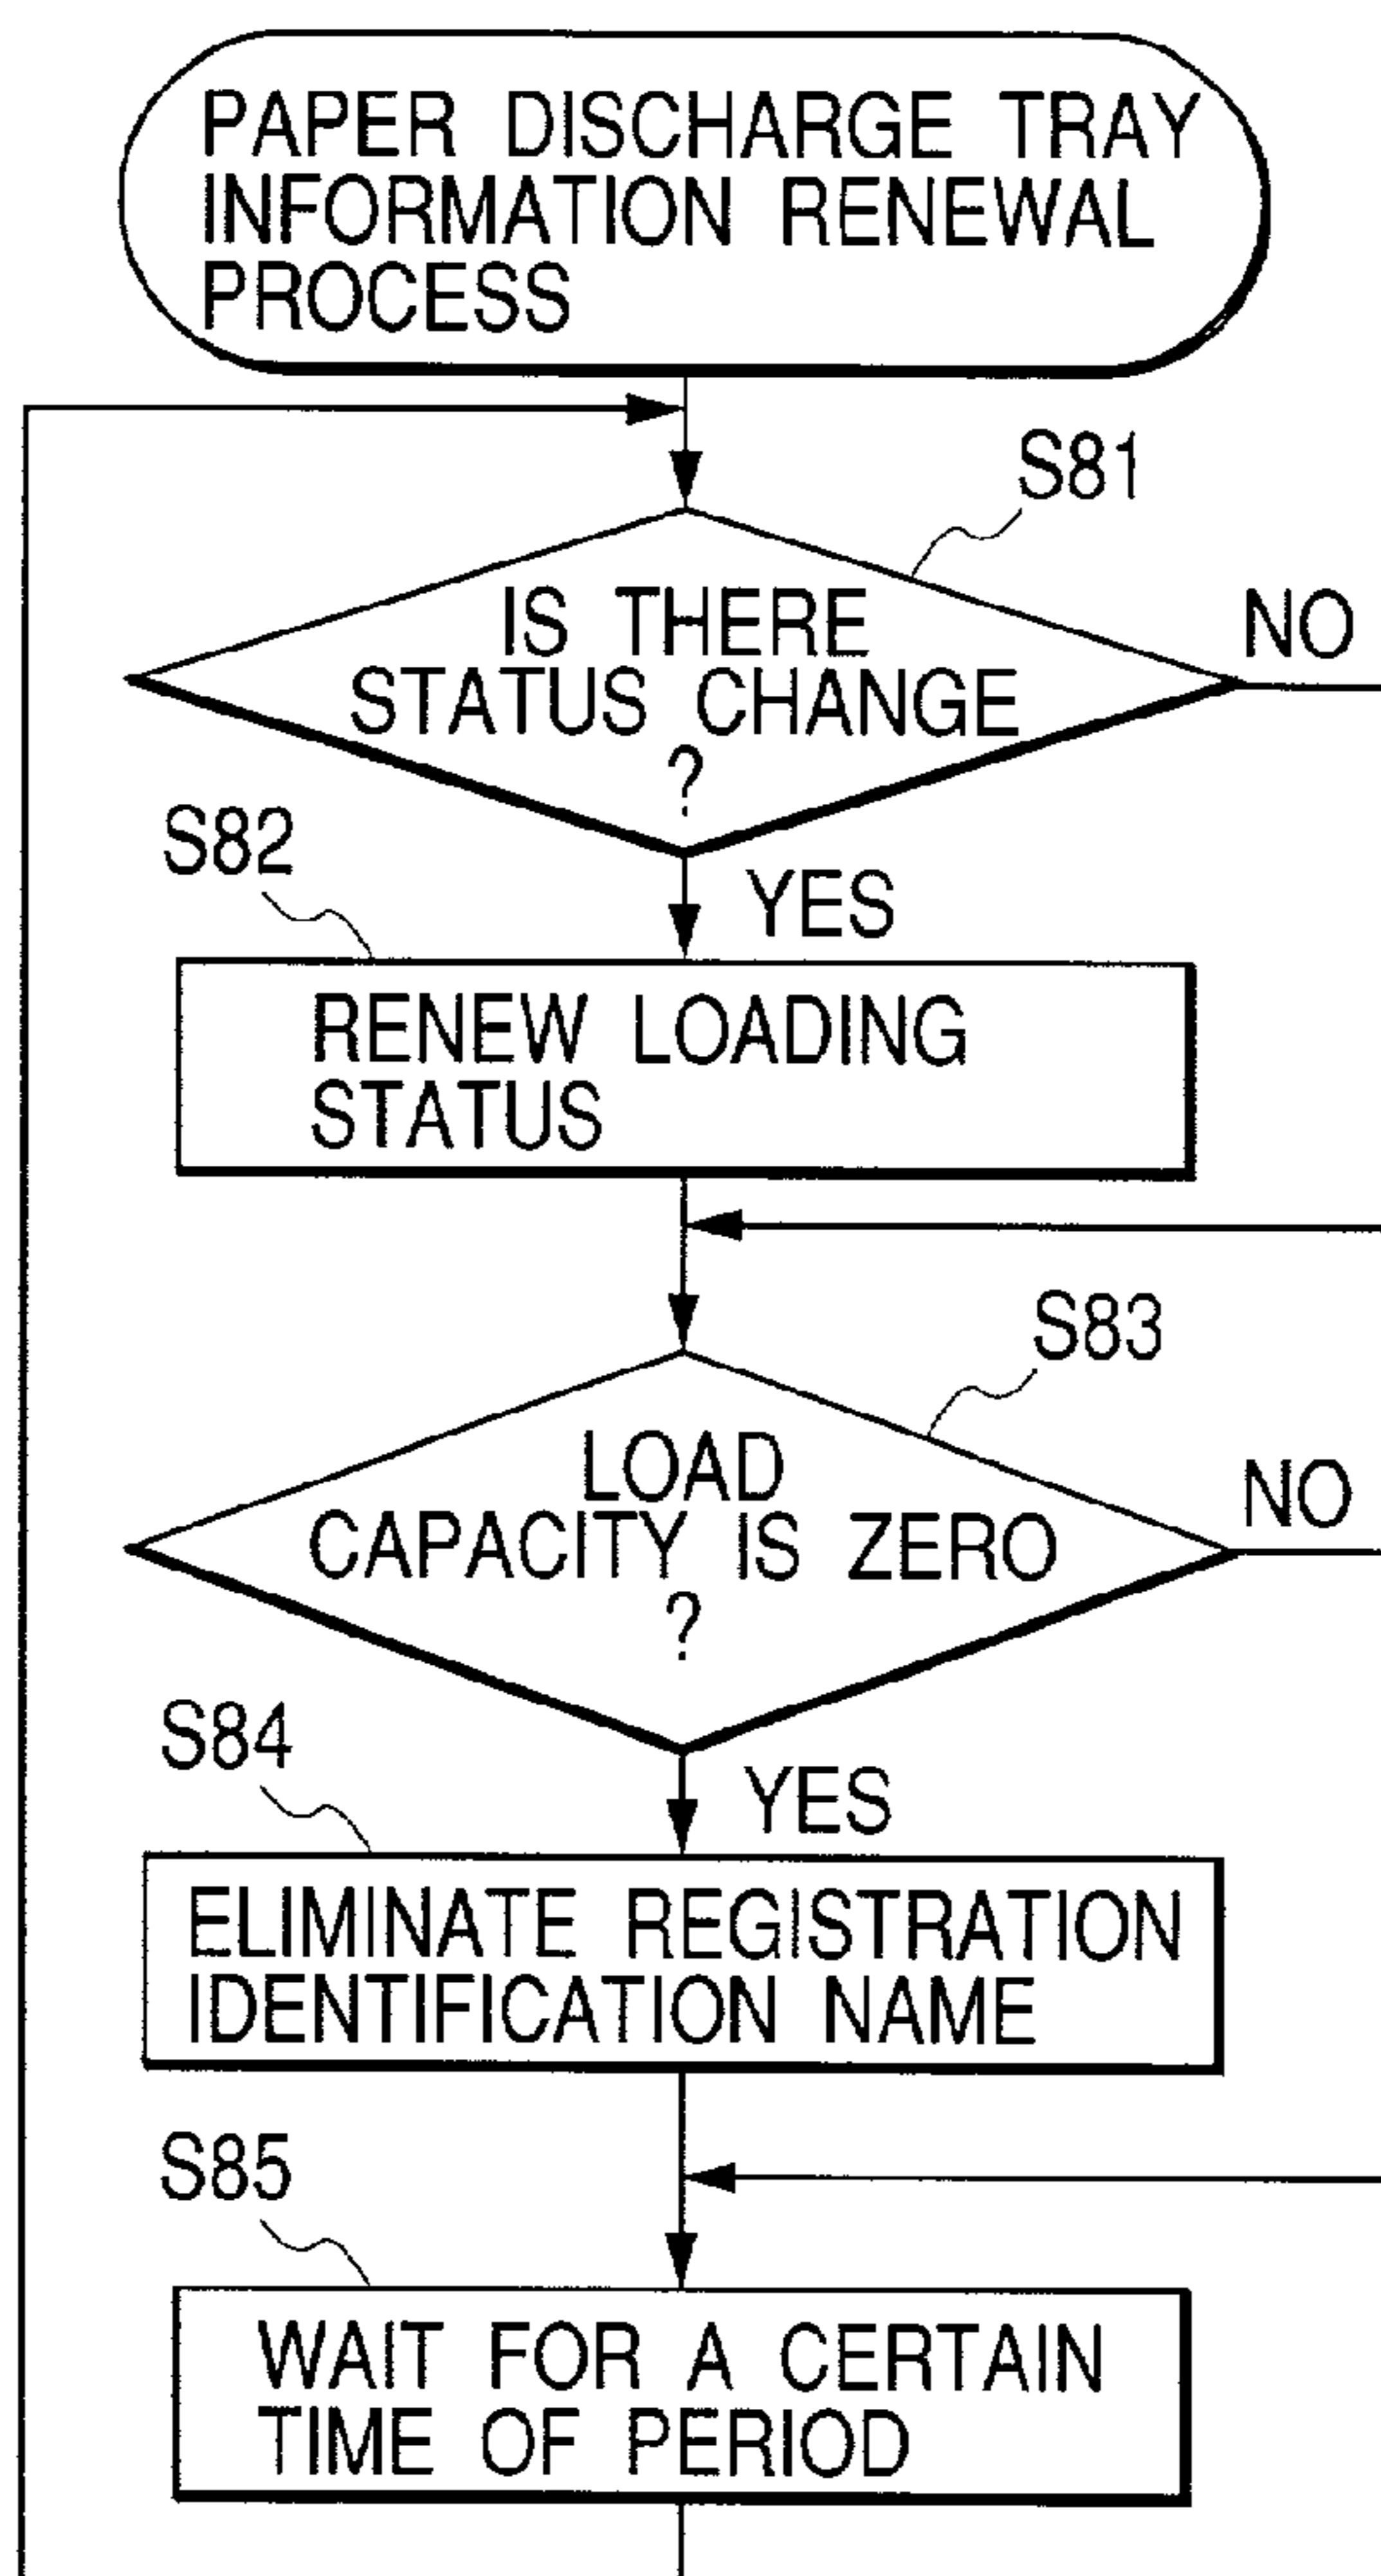 PAPER DISCHARGE TRAY
INFORMATION RENEWAL
PROCESS
S81
IS THERE
STATUS CHANGE
?
NO
S82
YES
RENEW LOADING
STATUS
S83
LOAD
CAPACITY IS ZERO
?
NO
S84
YES
ELIMINATE REGISTRATION
IDENTIFICATION NAME
S85
WAIT FOR A CERTAIN
TIME OF PERIOD